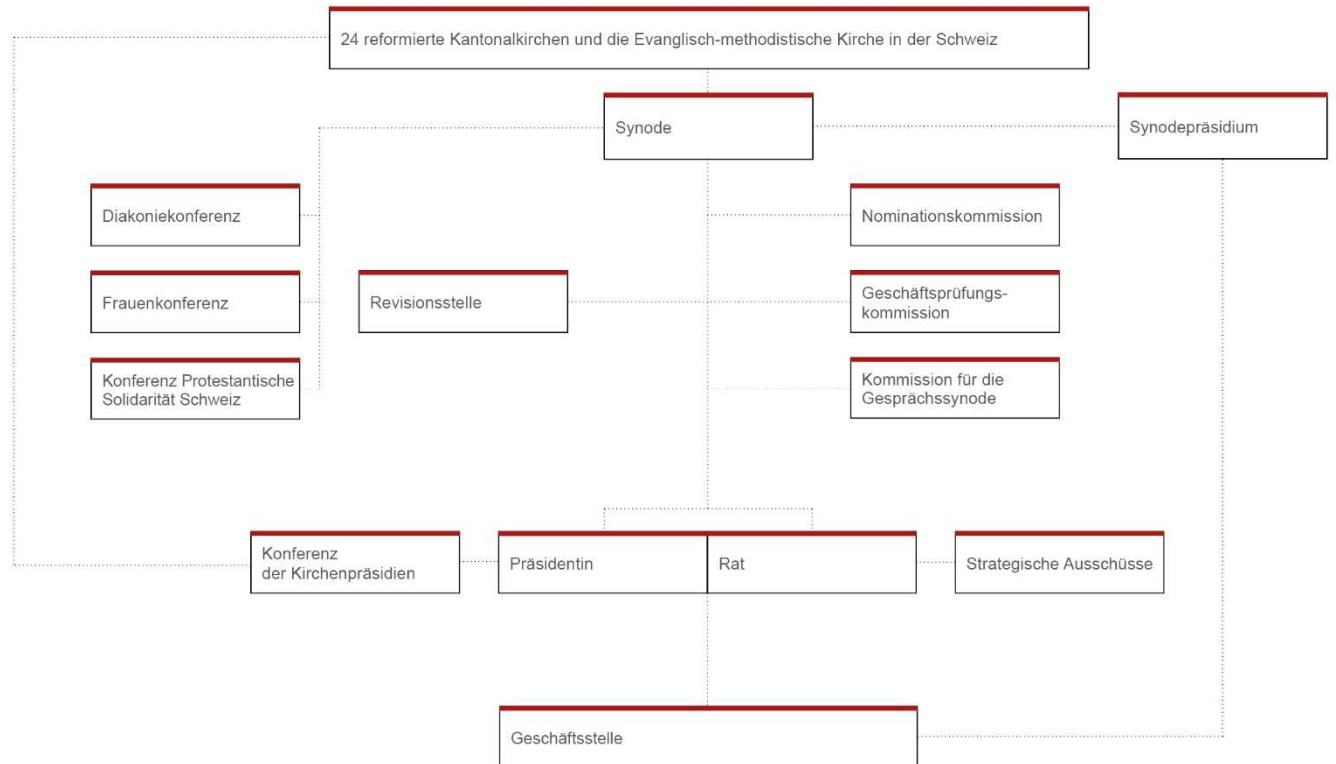 24 reformierte Kantonalkirchen und die Evanglisch-methodistische Kirche in der Schweiz
Synode
Synodepräsidium
Diakoniekonferenz
Nominationskommission
Frauenkonferenz
Revisionsstelle
Geschäftsprüfungs-
kommission
Konferenz Protestantische
Solidarität Schweiz
Kommission für die
Gesprächssynode
Konferenz
der Kirchenpräsidien
Präsidentin
Rat
Strategische Ausschüsse
Geschäftsstelle